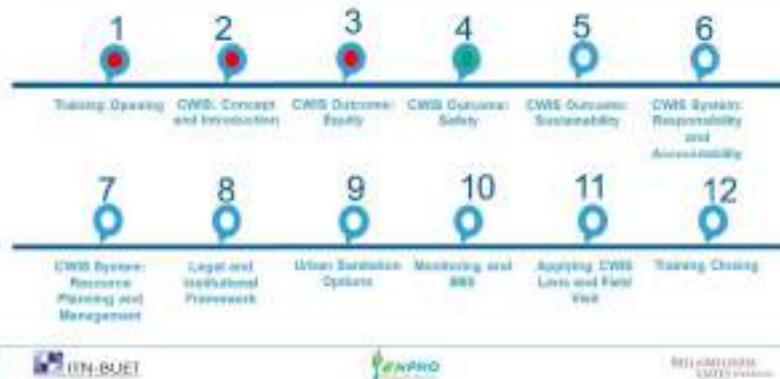 1 2 3 4 5 6
Training Opening
CWIS: Concept
and Introduction
CWIS Outcome:
Equity
CWIS Outcome:
Safety
CWIS Outcome:
Sustainability
CWIS System:
Responsibility
and
Accountability
7 8 9 10 11 12
CWIS System:
Resource
Planning and
Management
Legal and
Institutional
Framework
Urban Sanitation
Options
Monitoring and
Applying CWIS
Lens and Field
Visit
Training Closing
ITN-BUET